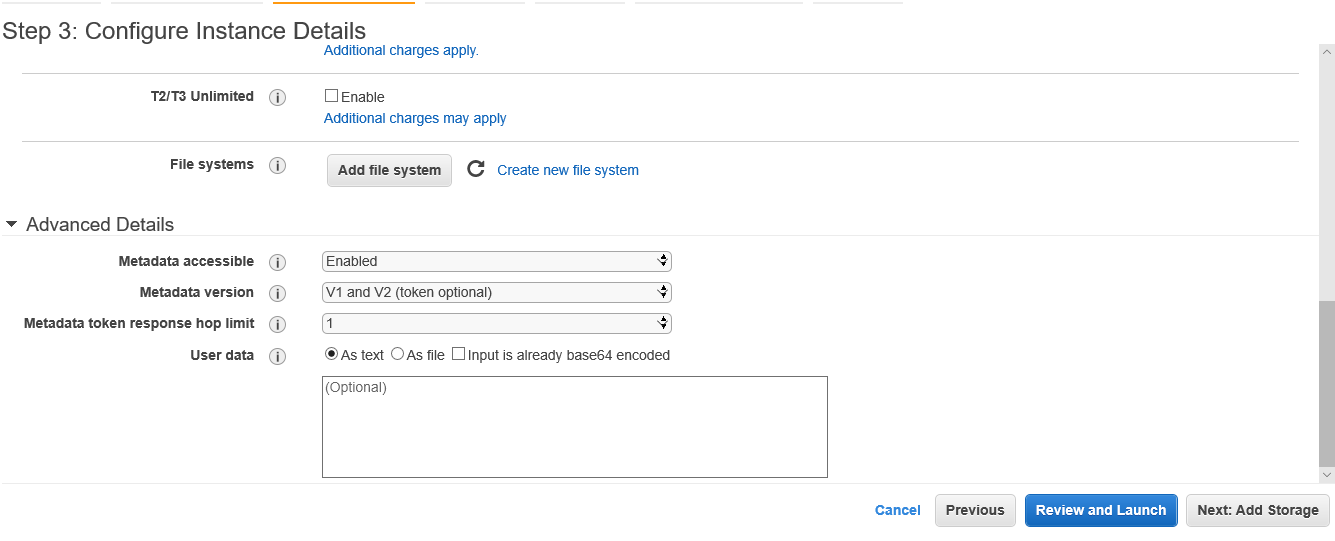 Step 3: Configure Instance Details
Additional charges apply.
T2/T3 Unlimited i Enable
Additional charges may apply
File systems i Add file system Create new file system
Advanced Details
Metadata accessible i Enabled
Metadata version i V1 and V2 (token optional)
Metadata token response hop limit i 1
User data i As text As file Input is already base64 encoded
(Optional)
Cancel Previous Review and Launch Next: Add Storage